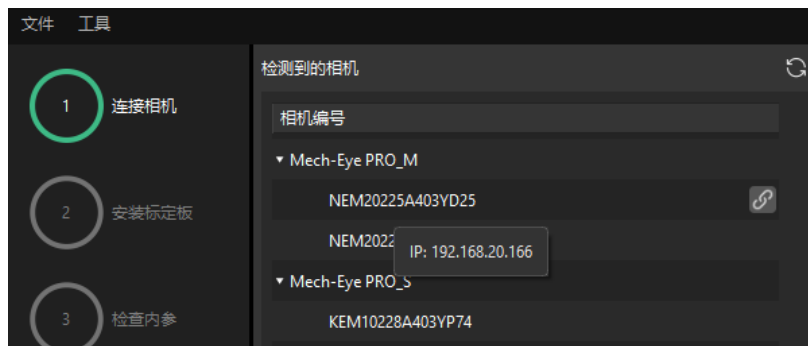 文件 工具
1 连接相机
2 安装标定板
3 检查内参
检测到的相机
相机编号
Mech-Eye PRO_M
NEM20225A403YD25
NEM2022
IP: 192.168.20.166
Mech-Eye PRO_S
KEM10228A403YP74